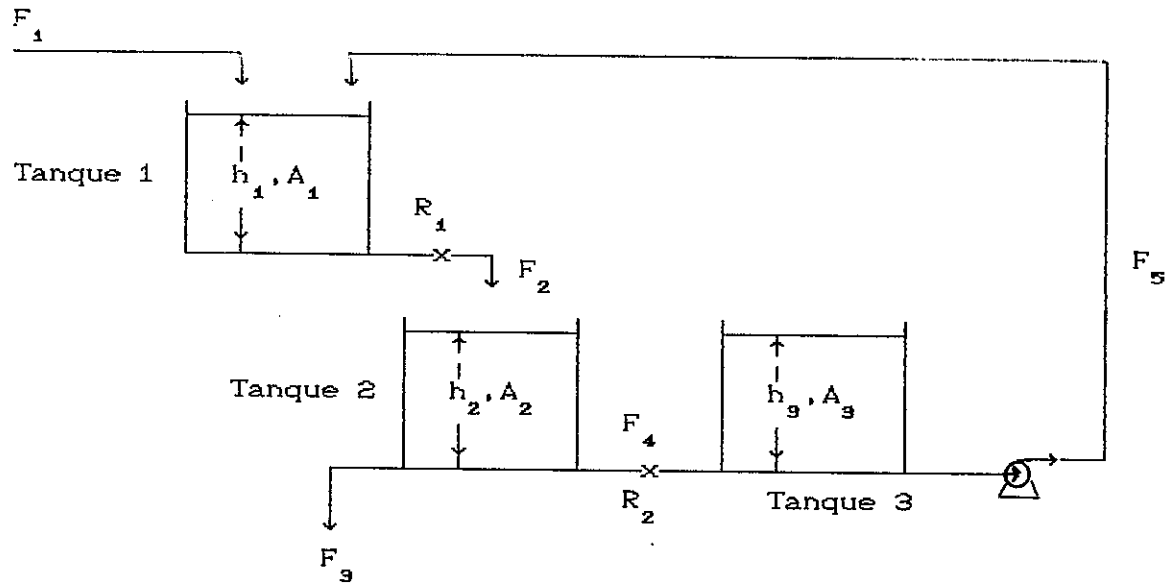 F₁
h₁, A₁
Tanque 1
R₁
F₂
F₅
Tanque 2
h₂, A₂
F₄
h₃, A₃
R₂
Tanque 3
F₃